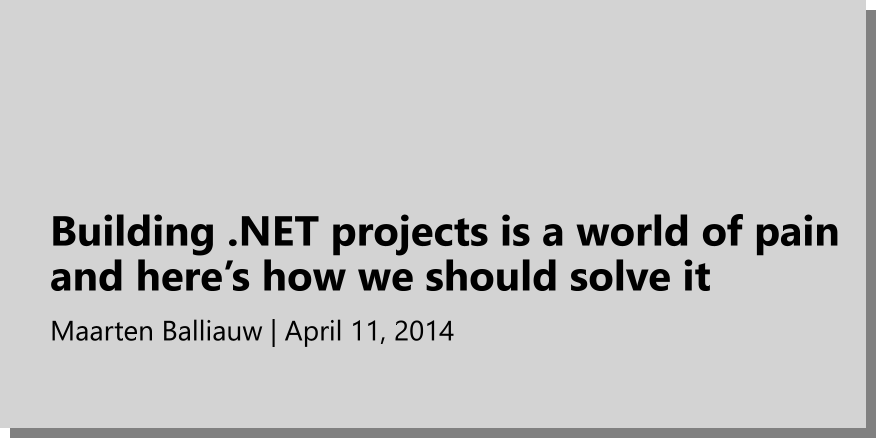 Building .NET projects is a world of pain
and here’s how we should solve it
Maarten Balliauw | April 11, 2014